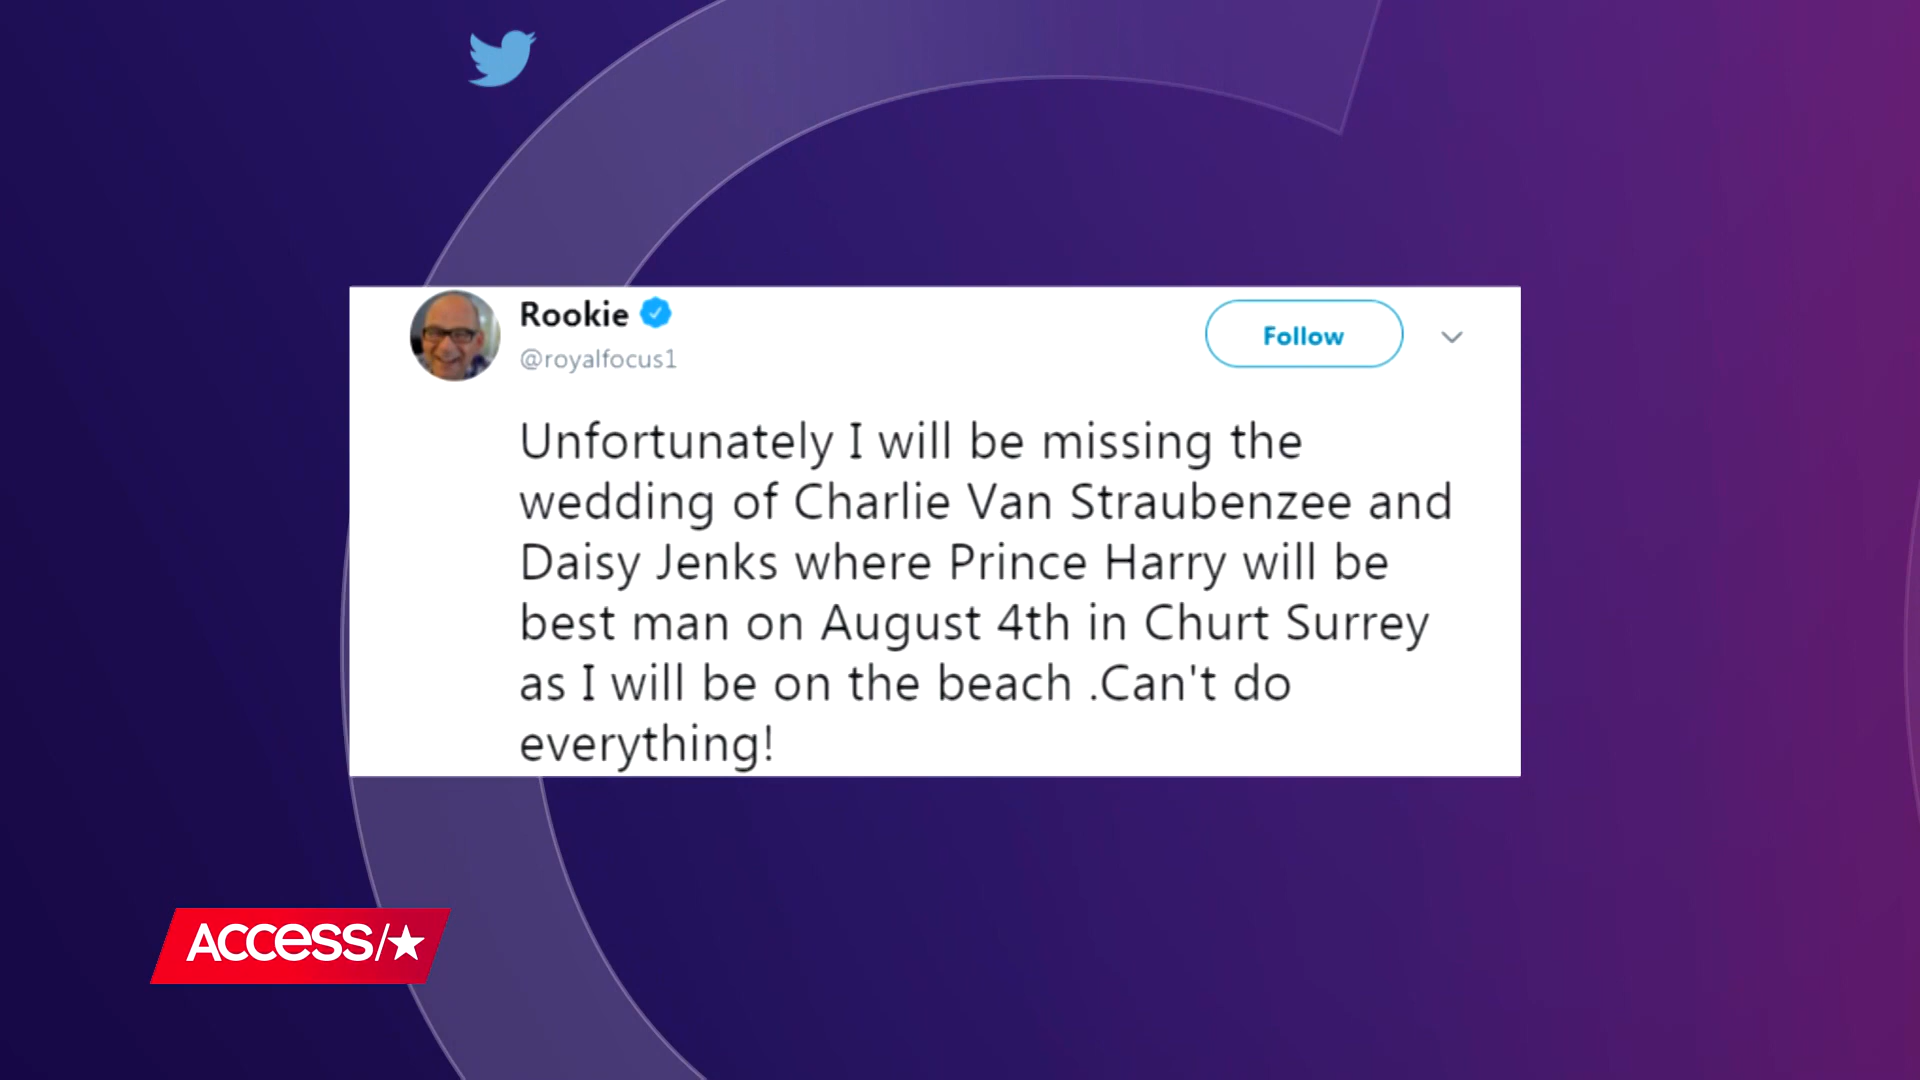 Rookie
@royalfocus1
Follow
Unfortunately I will be missing the
wedding of Charlie Van Straubenzee and
Daisy Jenks where Prince Harry will be
best man on August 4th in Churt Surrey
as I will be on the beach .Can't do
everything!
ACCESS/★